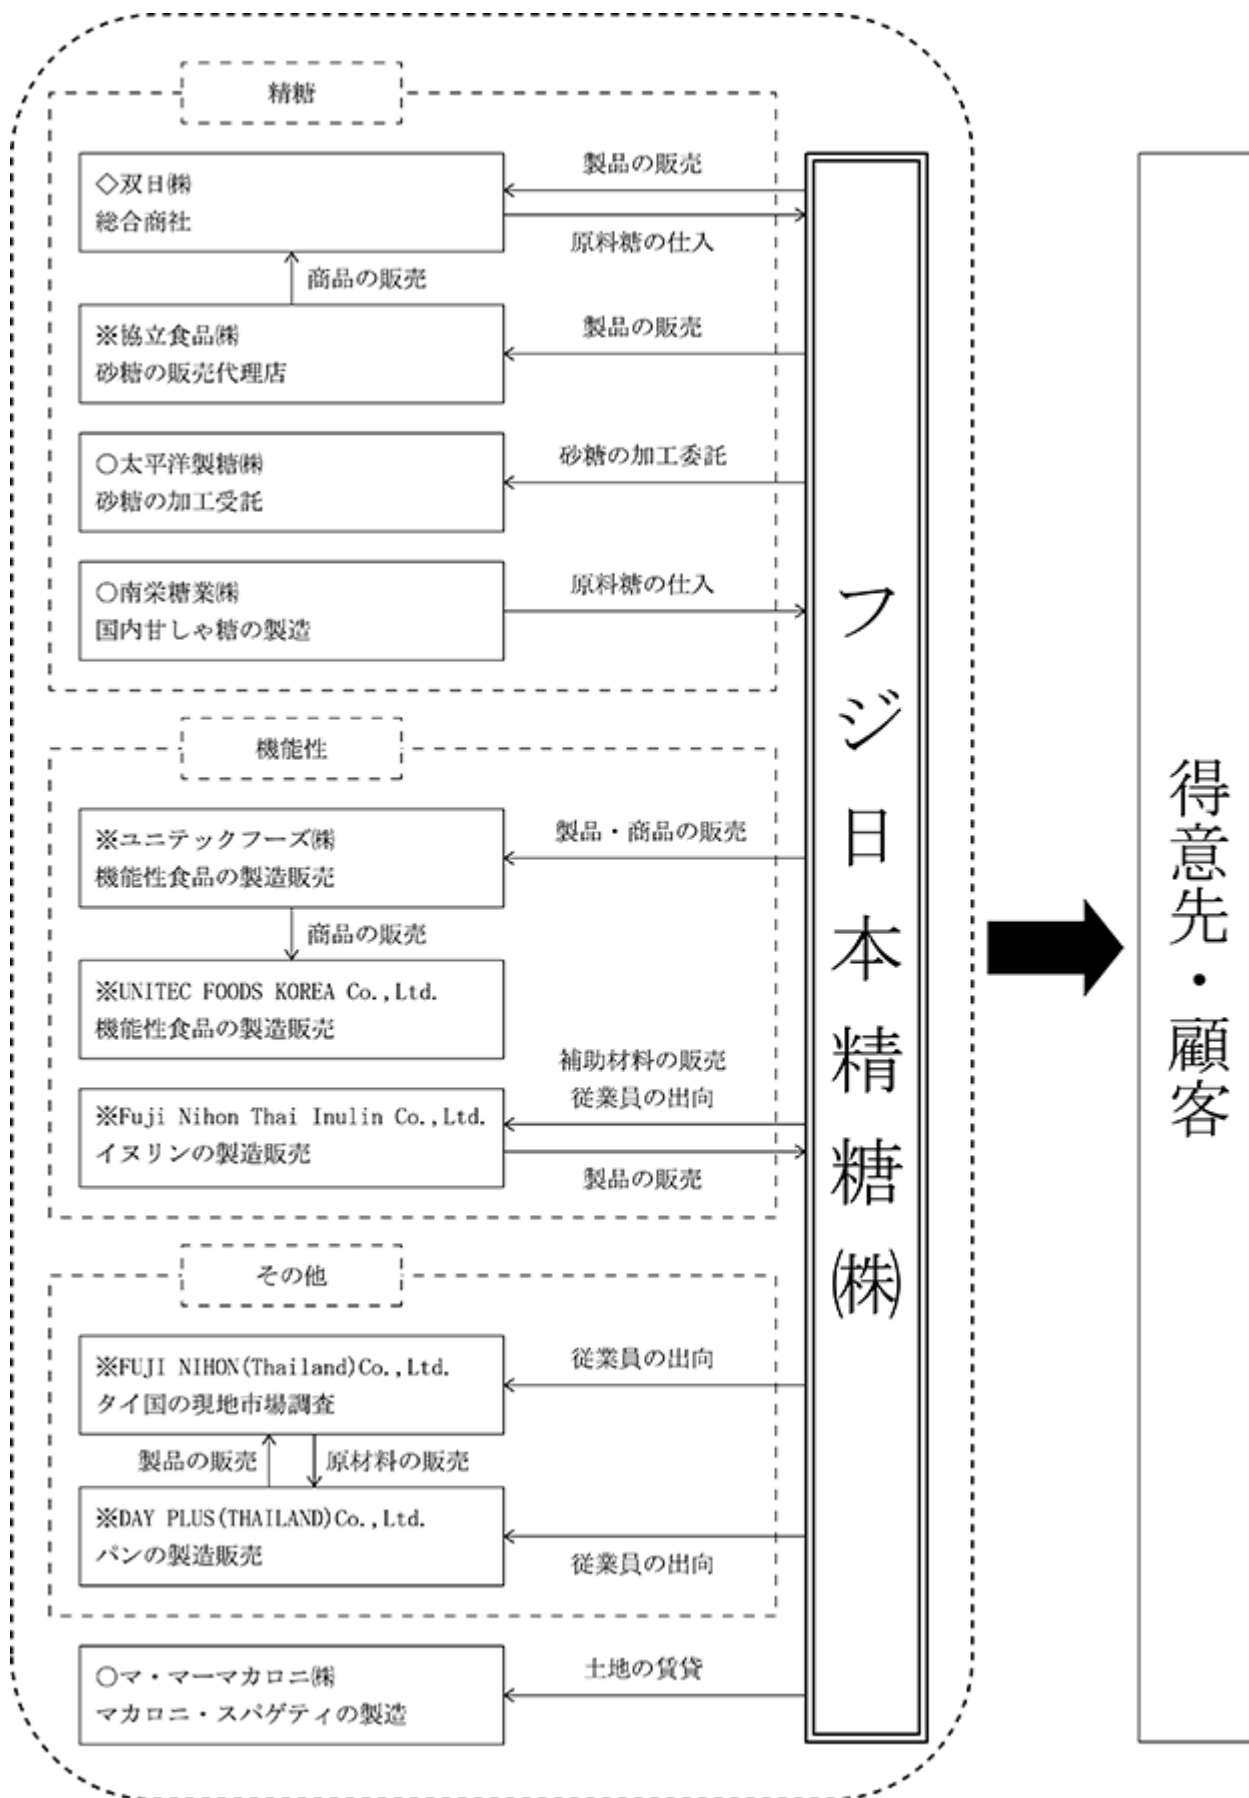 精糖
◇双日㈱
総合商社
製品の販売
原料糖の仕入
商品の販売
※協立食品㈱
砂糖の販売代理店
製品の販売
○太平洋製糖㈱
砂糖の加工受託
砂糖の加工委託
○南栄糖業㈱
国内甘しゃ糖の製造
原料糖の仕入
機能性
※ユニテックフーズ㈱
機能性食品の製造販売
製品・商品の販売
商品の販売
※UNITEC FOODS KOREA Co.,Ltd.
機能性食品の製造販売
補助材料の販売
従業員の出向
※Fuji Nihon Thai Inulin Co.,Ltd.
イヌリンの製造販売
製品の販売
その他
※FUJI NIHON(Thailand)Co.,Ltd.
タイ国の現地市場調査
従業員の出向
製品の販売
原材料の販売
※DAY PLUS(THAILAND)Co.,Ltd.
パンの製造販売
従業員の出向
○マ・マーマカロニ㈱
マカロニ・スパゲティの製造
土地の賃貸
フジ日本精糖㈱
得意先・顧客